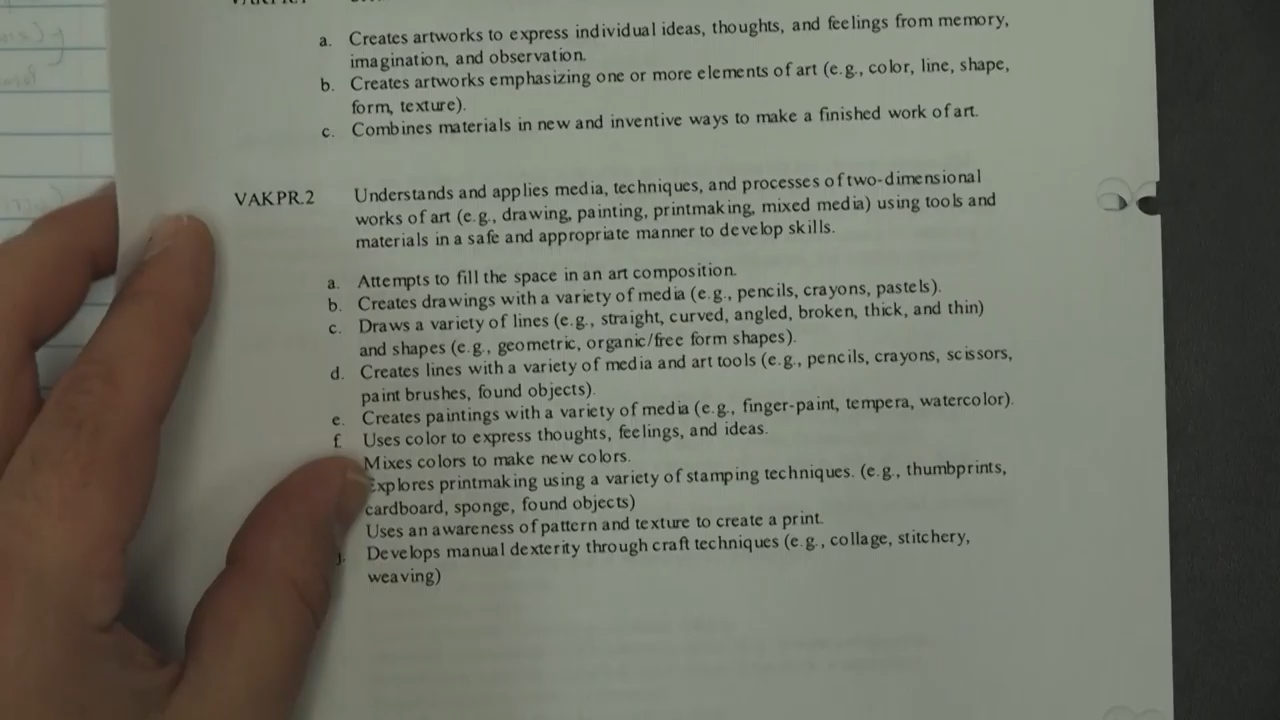 a. Creates artworks to express individual ideas, thoughts, and feelings from memory,
imagination, and observation.
b. Creates artworks emphasizing one or more elements of art (e.g., color, line, shape,
form, texture).
c. Combines materials in new and inventive ways to make a finished work of art.
VAKPR.2 Understands and applies media, techniques, and processes of two-dimensional
works of art (e.g., drawing, painting, printmaking, mixed media) using tools and
materials in a safe and appropriate manner to develop skills.
a. Attempts to fill the space in an art composition.
b. Creates drawings with a variety of media (e.g., pencils, crayons, pastels).
c. Draws a variety of lines (e.g., straight, curved, angled, broken, thick, and thin)
and shapes (e.g., geometric, organic/free form shapes).
d. Creates lines with a variety of media and art tools (e.g., pencils, crayons, scissors,
paint brushes, found objects).
e. Creates paintings with a variety of media (e.g., finger-paint, tempera, watercolor).
f. Uses color to express thoughts, feelings, and ideas.
Mixes colors to make new colors.
Explores printmaking using a variety of stamping techniques. (e.g., thumbprints,
cardboard, sponge, found objects)
Uses an awareness of pattern and texture to create a print.
j. Develops manual dexterity through craft techniques (e.g., collage, stitchery,
weaving)